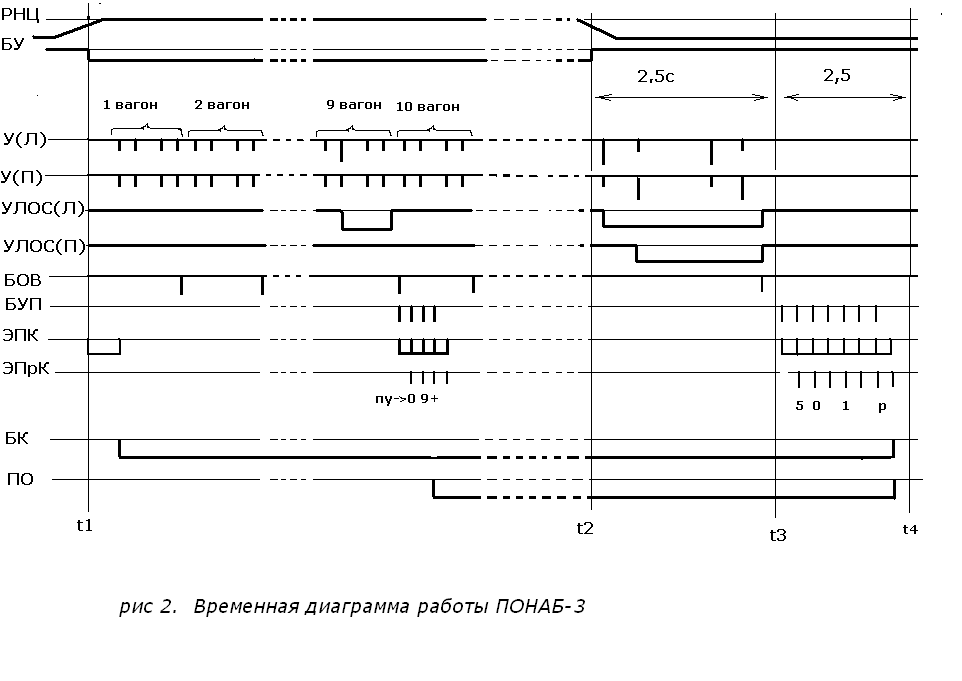 РНЦ
БУ
2,5с
2,5
1 вагон 2 вагон 9 вагон 10 вагон
У(Л)
У(П)
УЛОС(Л)
УЛОС(П)
БОВ
БУП
ЭПК
ЭПрК
пу->0 9+
5 0 1 р
БК
ПО
t1
t2
t3
t4
рис 2. Временная диаграмма работы ПОНАБ-3